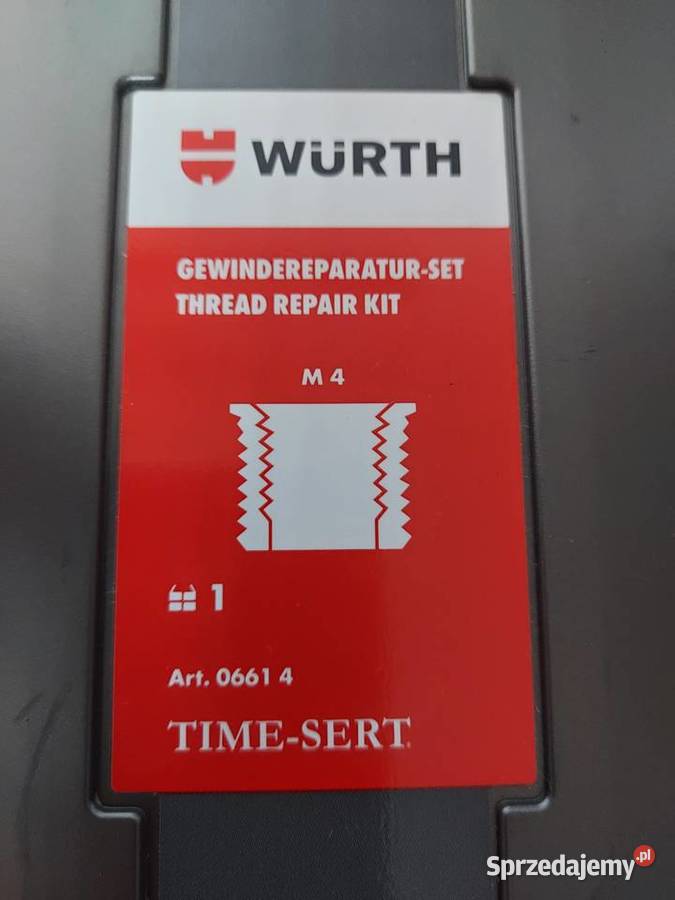 WÜRTH
GEWINDEREPARATUR-SET
THREAD REPAIR KIT
M 4
1
Art. 0661 4
TIME-SERT
Sprzedajemy.pl